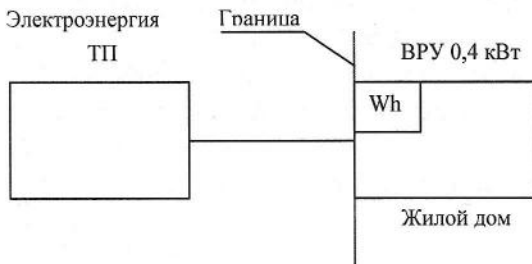 Электроэнергия
Граница
ТП
ВРУ 0,4 кВт
Wh
Жилой дом